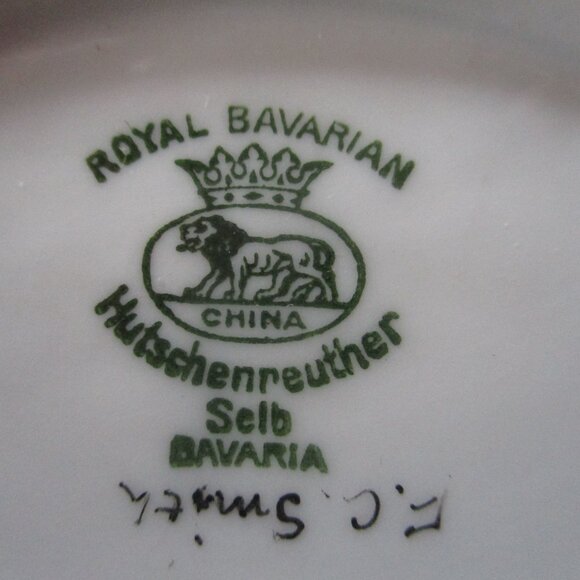 ROYAL BAVARIAN
CHINA
Hutschenreuther
Selb
BAVARIA
Smith